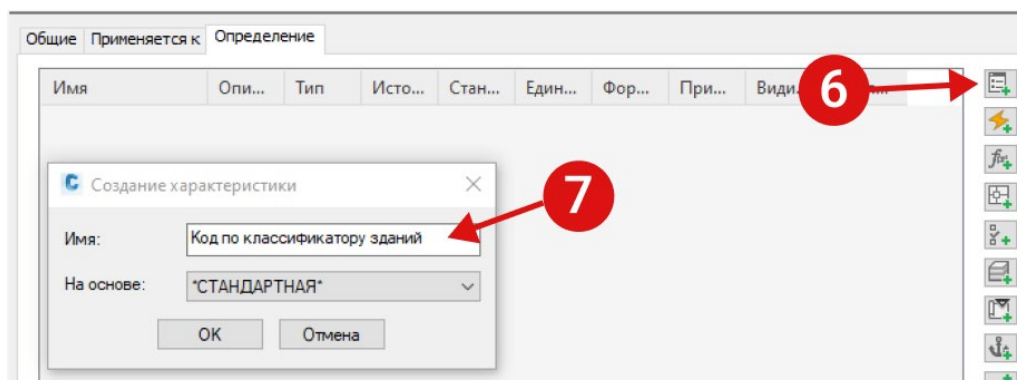 Общие Применяется к Определение
Имя Опи... Тип Исто... Стан... Един... Фор... При... Види...
6
Создание характеристики
7
Имя: Код по классификатору зданий
На основе: *СТАНДАРТНАЯ*
ОК Отмена